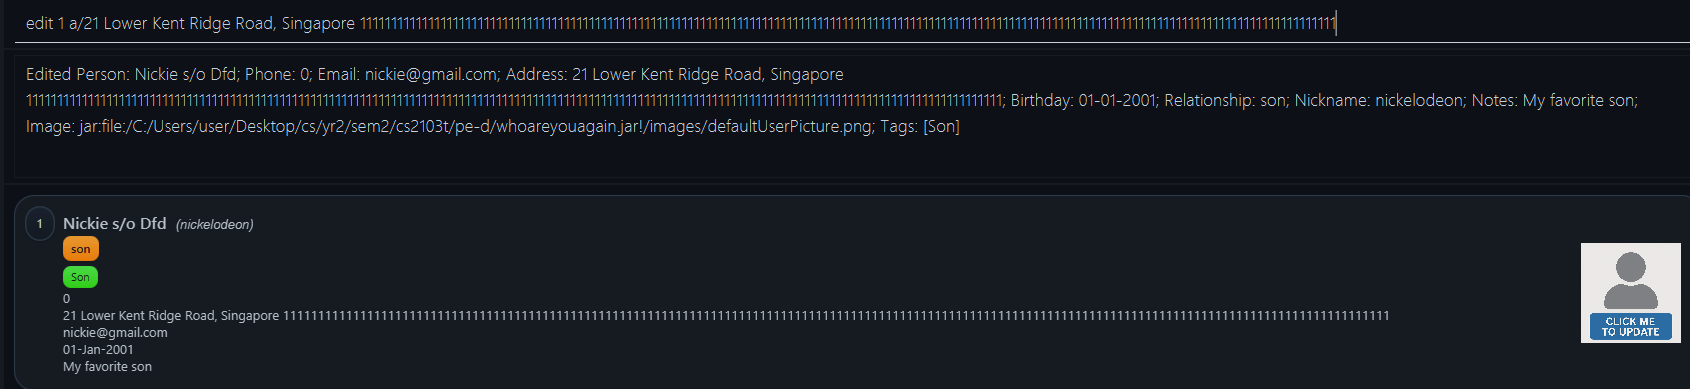 edit 1 a/21 Lower Kent Ridge Road, Singapore
Edited Person: Nickie s/o Dfd; Phone: 0; Email: nickie@gmail.com; Address: 21 Lower Kent Ridge Road, Singapore
Birthday: 01-01-2001; Relationship: son; Nickname: nickelodeon; Notes: My favorite son;
Image: jar:file:/C:/Users/user/Desktop/cs/yr2/sem2/cs2103t/pe-d/whoareyouagain.jar!/images/defaultUserPicture.png; Tags: [Son]
1 Nickie s/o Dfd (nickelodeon)
son
Son
0
21 Lower Kent Ridge Road, Singapore
nickie@gmail.com
01-Jan-2001
My favorite son
CLICK ME
TO UPDATE